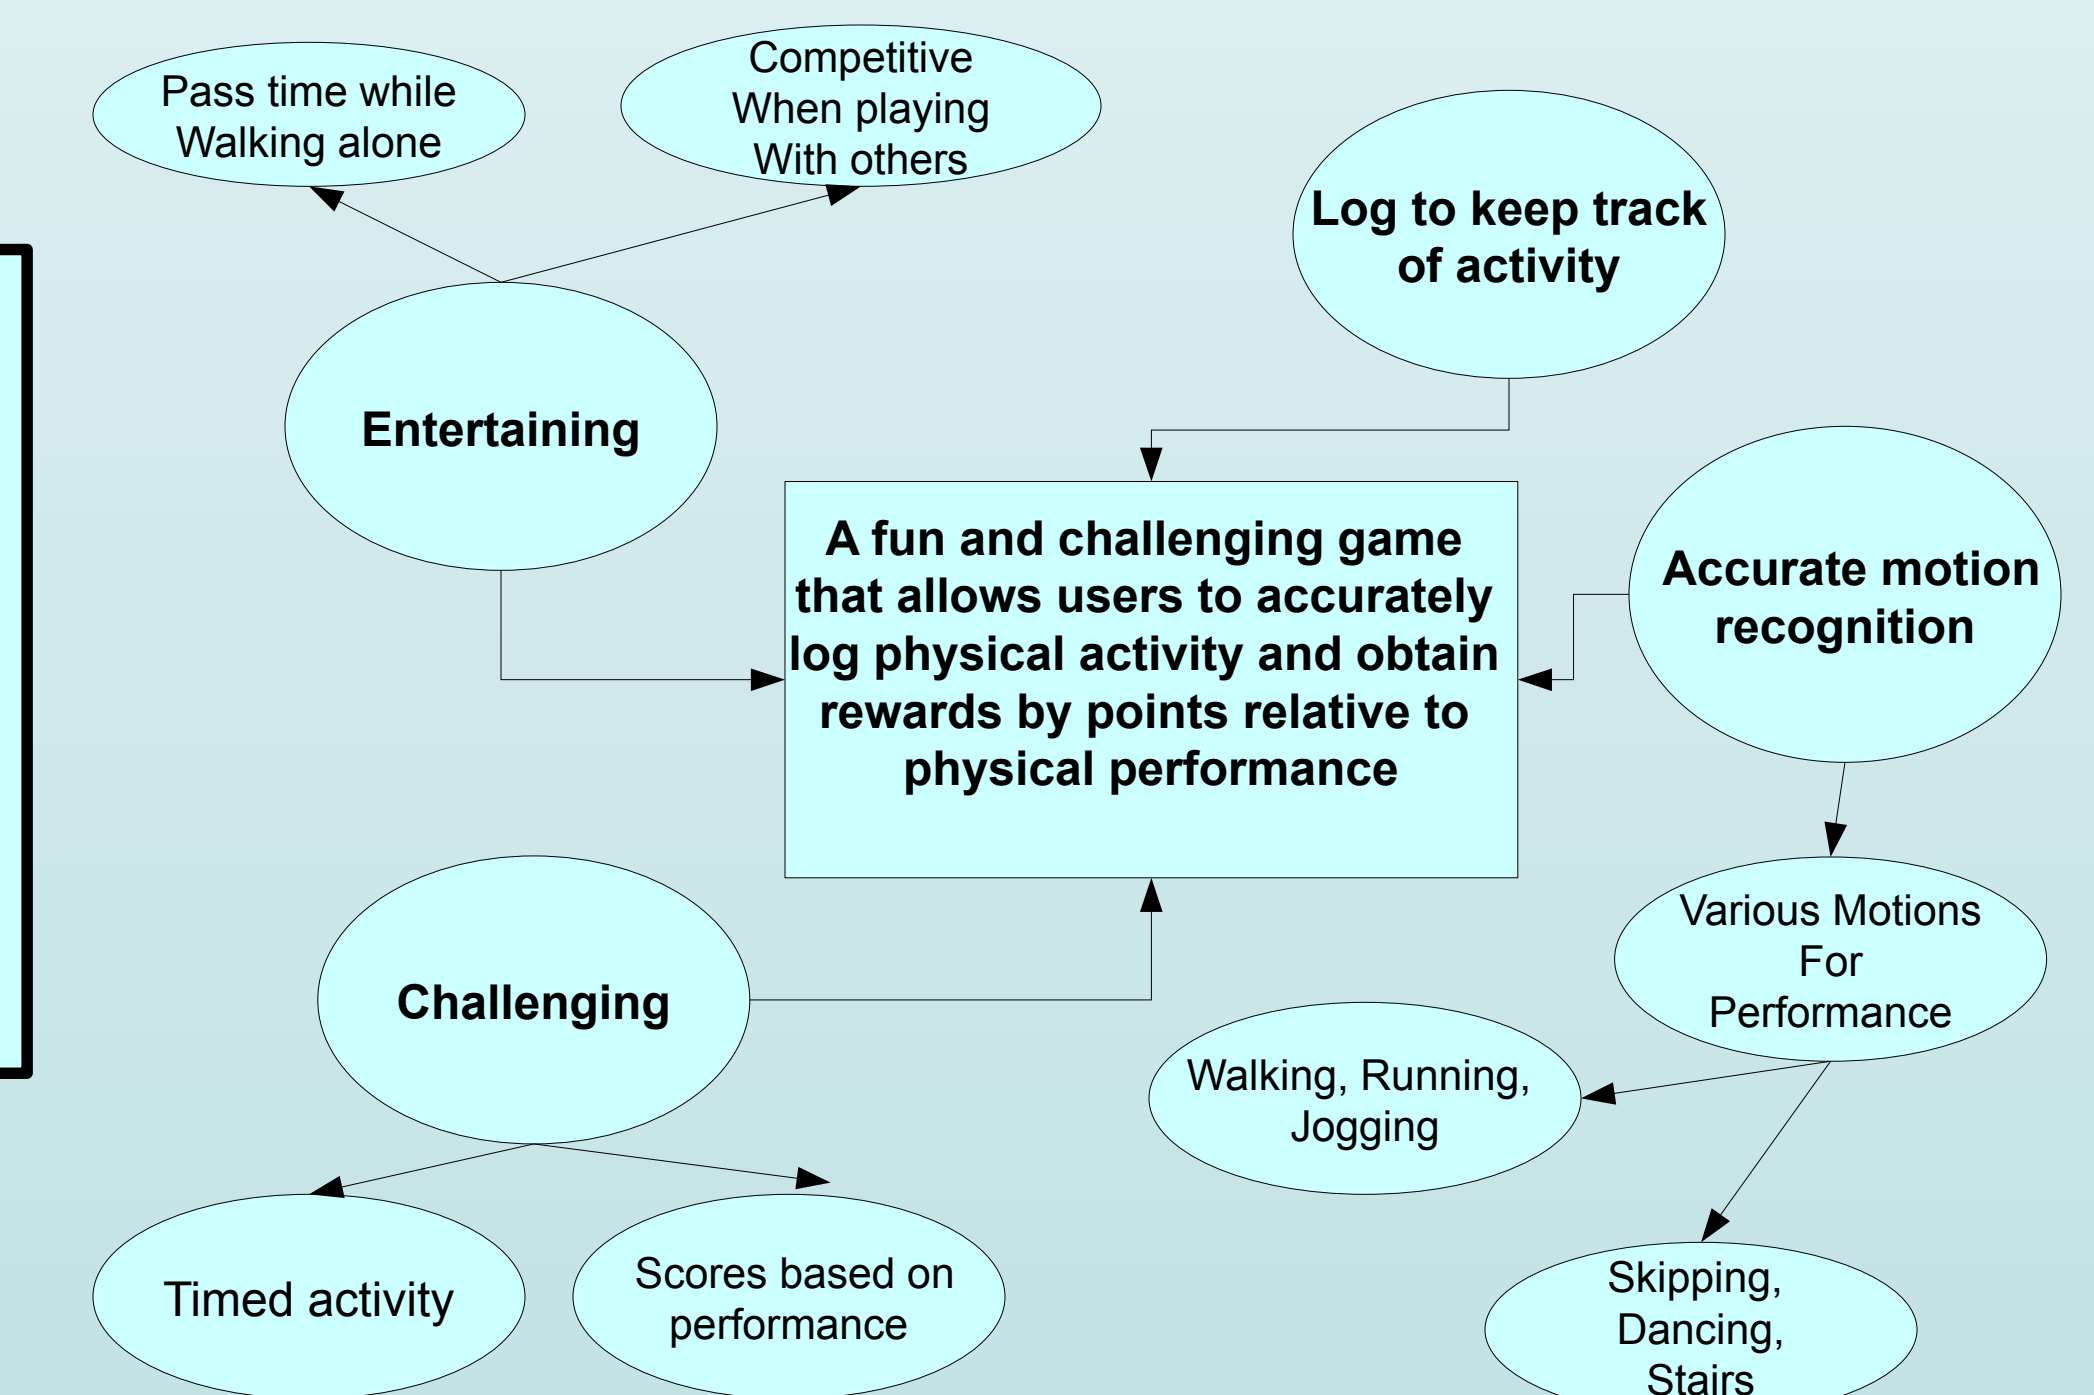 Pass time while
Walking alone
Competitive
When playing
With others
Log to keep track
of activity
Entertaining
A fun and challenging game
that allows users to accurately
log physical activity and obtain
rewards by points relative to
physical performance
Accurate motion
recognition
Challenging
Various Motions
For
Performance
Walking, Running,
Jogging
Timed activity
Scores based on
performance
Skipping,
Dancing,
Stairs